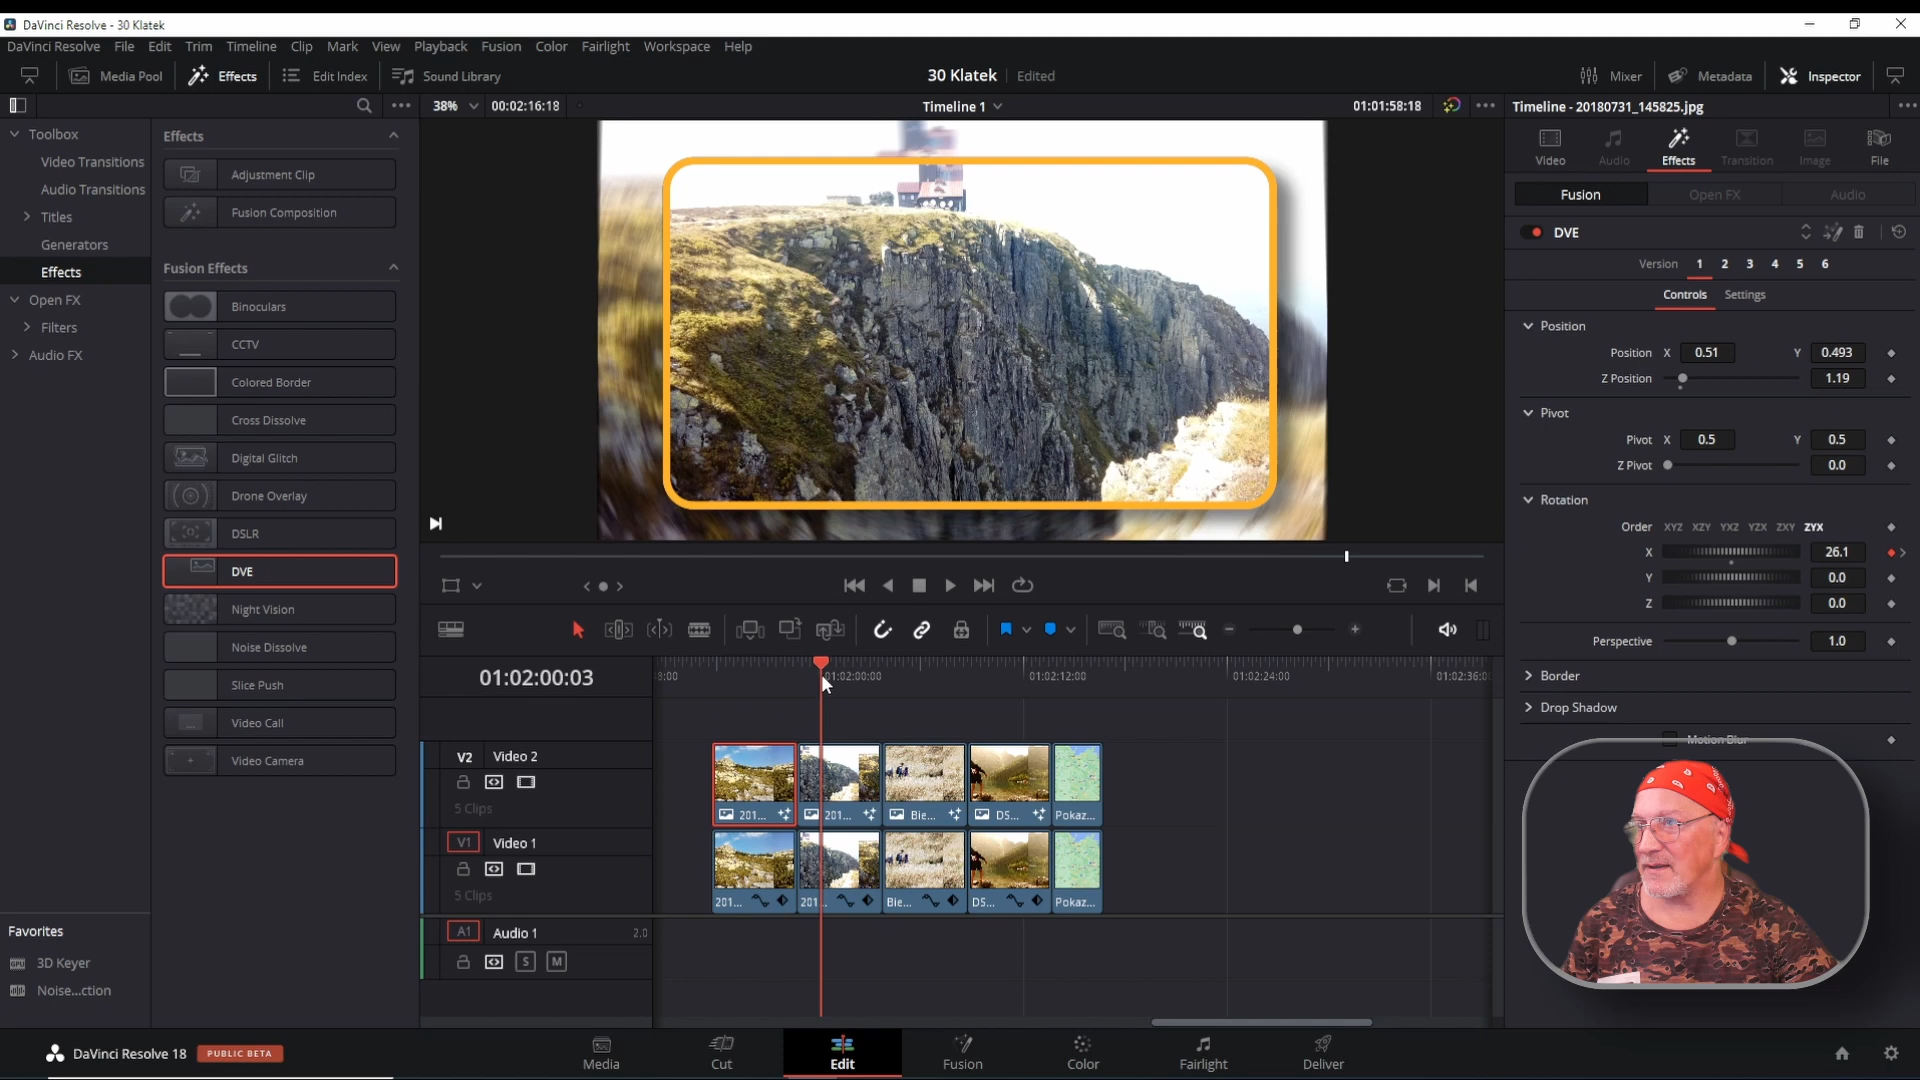 DaVinci Resolve - 30 Klatek
DaVinci Resolve File Edit Trim Timeline Clip Mark View Playback Fusion Color Fairlight Workspace Help
Media Pool Effects Edit Index Sound Library 30 Klatek Edited Mixer Metadata Inspector
38% 00:02:16:18 Timeline 1 01:01:58:18 Timeline - 20180731_145825.jpg
Toolbox
Video Transitions
Audio Transitions
Titles
Generators
Effects
Open FX
Filters
Audio FX
Favorites
3D Keyer
Noise...ction
Effects
Adjustment Clip
Fusion Composition
Fusion Effects
Binoculars
CCTV
Colored Border
Cross Dissolve
Digital Glitch
Drone Overlay
DSLR
DVE
Night Vision
Noise Dissolve
Slice Push
Video Call
Video Camera
Video Audio Effects Transition Image File
Fusion Open FX Audio
DVE
Version 1 2 3 4 5 6
Controls Settings
Position
Position X 0.51 Y 0.493
Z Position 1.19
Pivot
Pivot X 0.5 Y 0.5
Z Pivot 0.0
Rotation
Order XYZ XZY YXZ YZX ZXY ZYX
X 26.1
Y 0.0
Z 0.0
Perspective 1.0
Border
Drop Shadow
Motion Blur
01:02:00:03 8:00 01:02:00:00 01:02:12:00 01:02:24:00 01:02:36:0
V2 Video 2
5 Clips
201... 201... Bie... DS... Pokaz...
V1 Video 1
5 Clips
201... 201... Bie... DS... Pokaz...
A1 Audio 1 2.0
S M
DaVinci Resolve 18 PUBLIC BETA
Media Cut Edit Fusion Color Fairlight Deliver